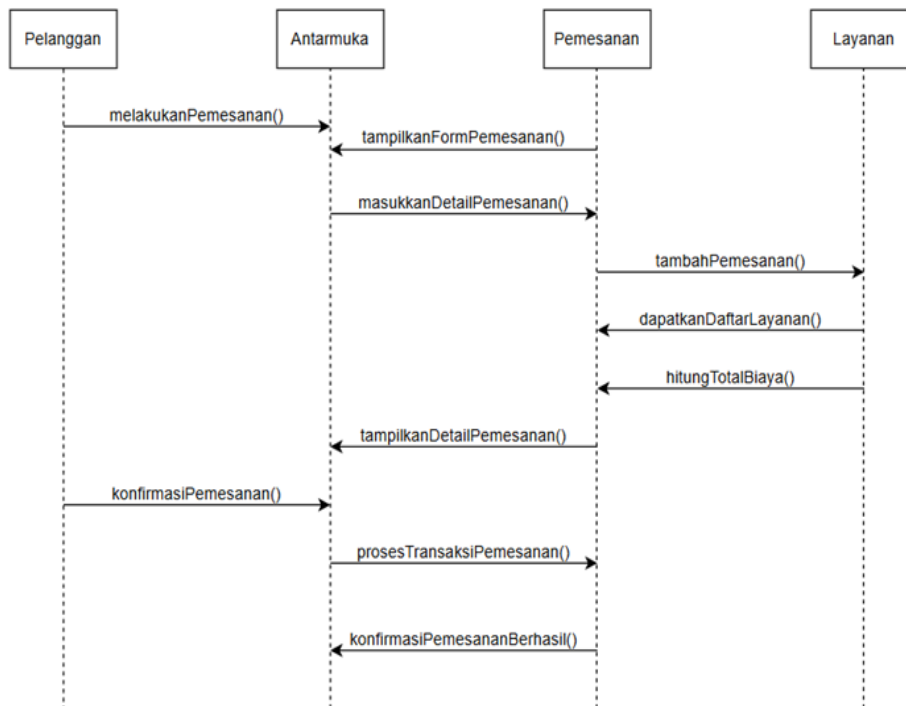 Pelanggan
Antarmuka
Pemesanan
Layanan
melakukanPemesanan()
tampilkanFormPemesanan()
masukkanDetailPemesanan()
tambahPemesanan()
dapatkanDaftarLayanan()
hitungTotalBiaya()
tampilkanDetailPemesanan()
konfirmasiPemesanan()
prosesTransaksiPemesanan()
konfirmasiPemesananBerhasil()